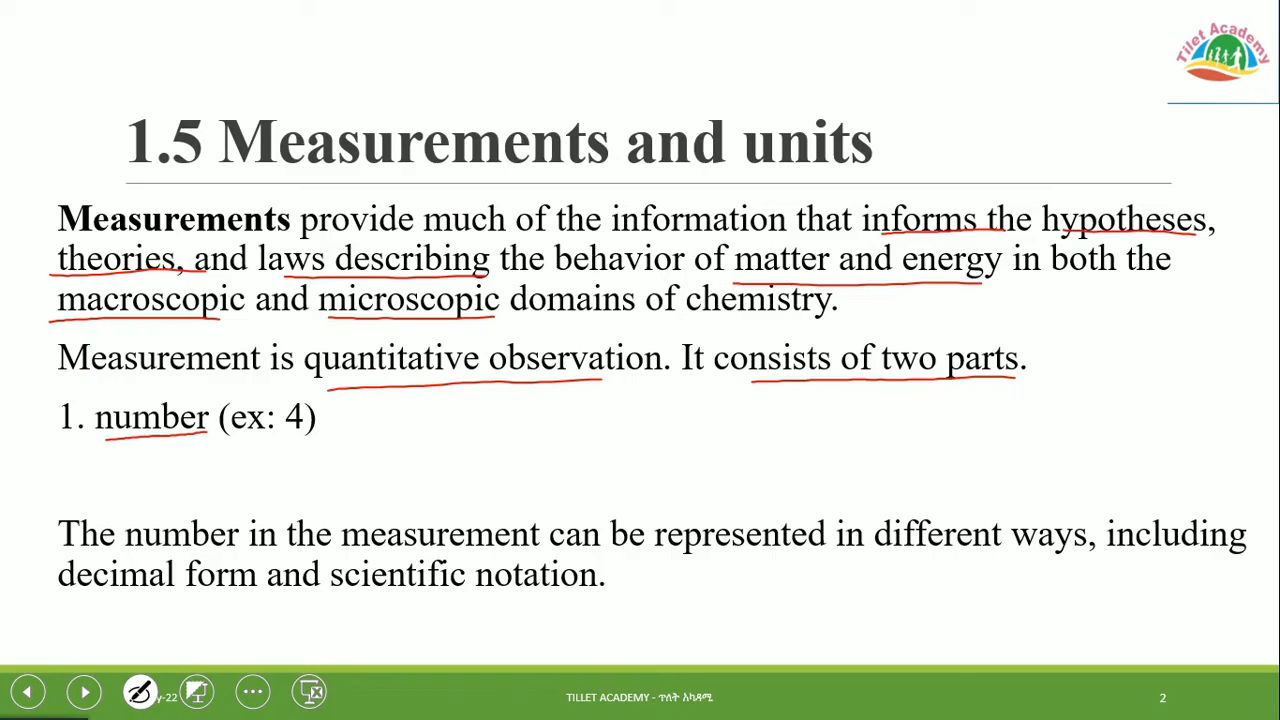 Tilet Academy
1.5 Measurements and units
Measurements provide much of the information that informs the hypotheses,
theories, and laws describing the behavior of matter and energy in both the
macroscopic and microscopic domains of chemistry.
Measurement is quantitative observation. It consists of two parts.
1. number (ex: 4)
The number in the measurement can be represented in different ways, including
decimal form and scientific notation.
y-22
TILLET ACADEMY - ጥለት አካዳሚ
2